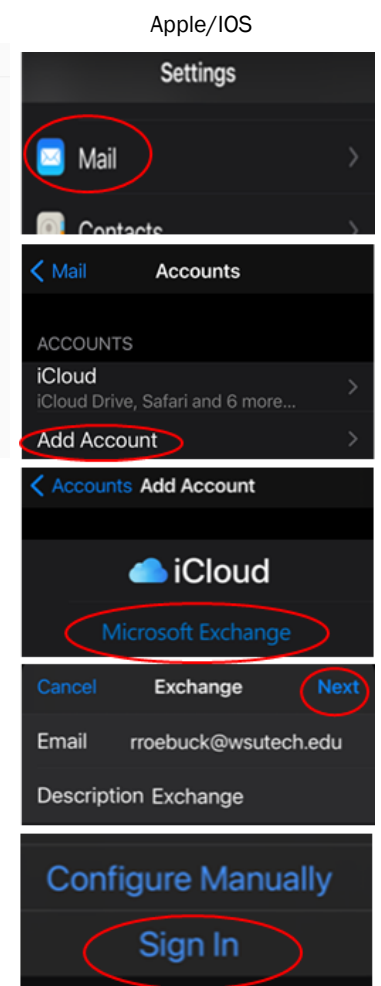 Apple/IOS
Settings
Mail
Contacts
Mail Accounts
ACCOUNTS
iCloud
iCloud Drive, Safari and 6 more...
Add Account
Accounts Add Account
iCloud
Microsoft Exchange
Cancel Exchange Next
Email rroebuck@wsutech.edu
Description Exchange
Configure Manually
Sign In